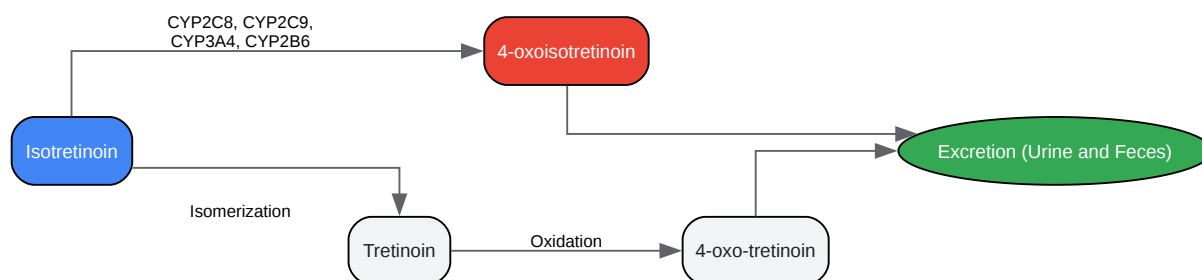 CYP2C8, CYP2C9,
CYP3A4, CYP2B6
4-oxoisotretinoin
Isotretinoin
Excretion (Urine and Feces)
Isomerization
Tretinoin
Oxidation
4-oxo-tretinoin